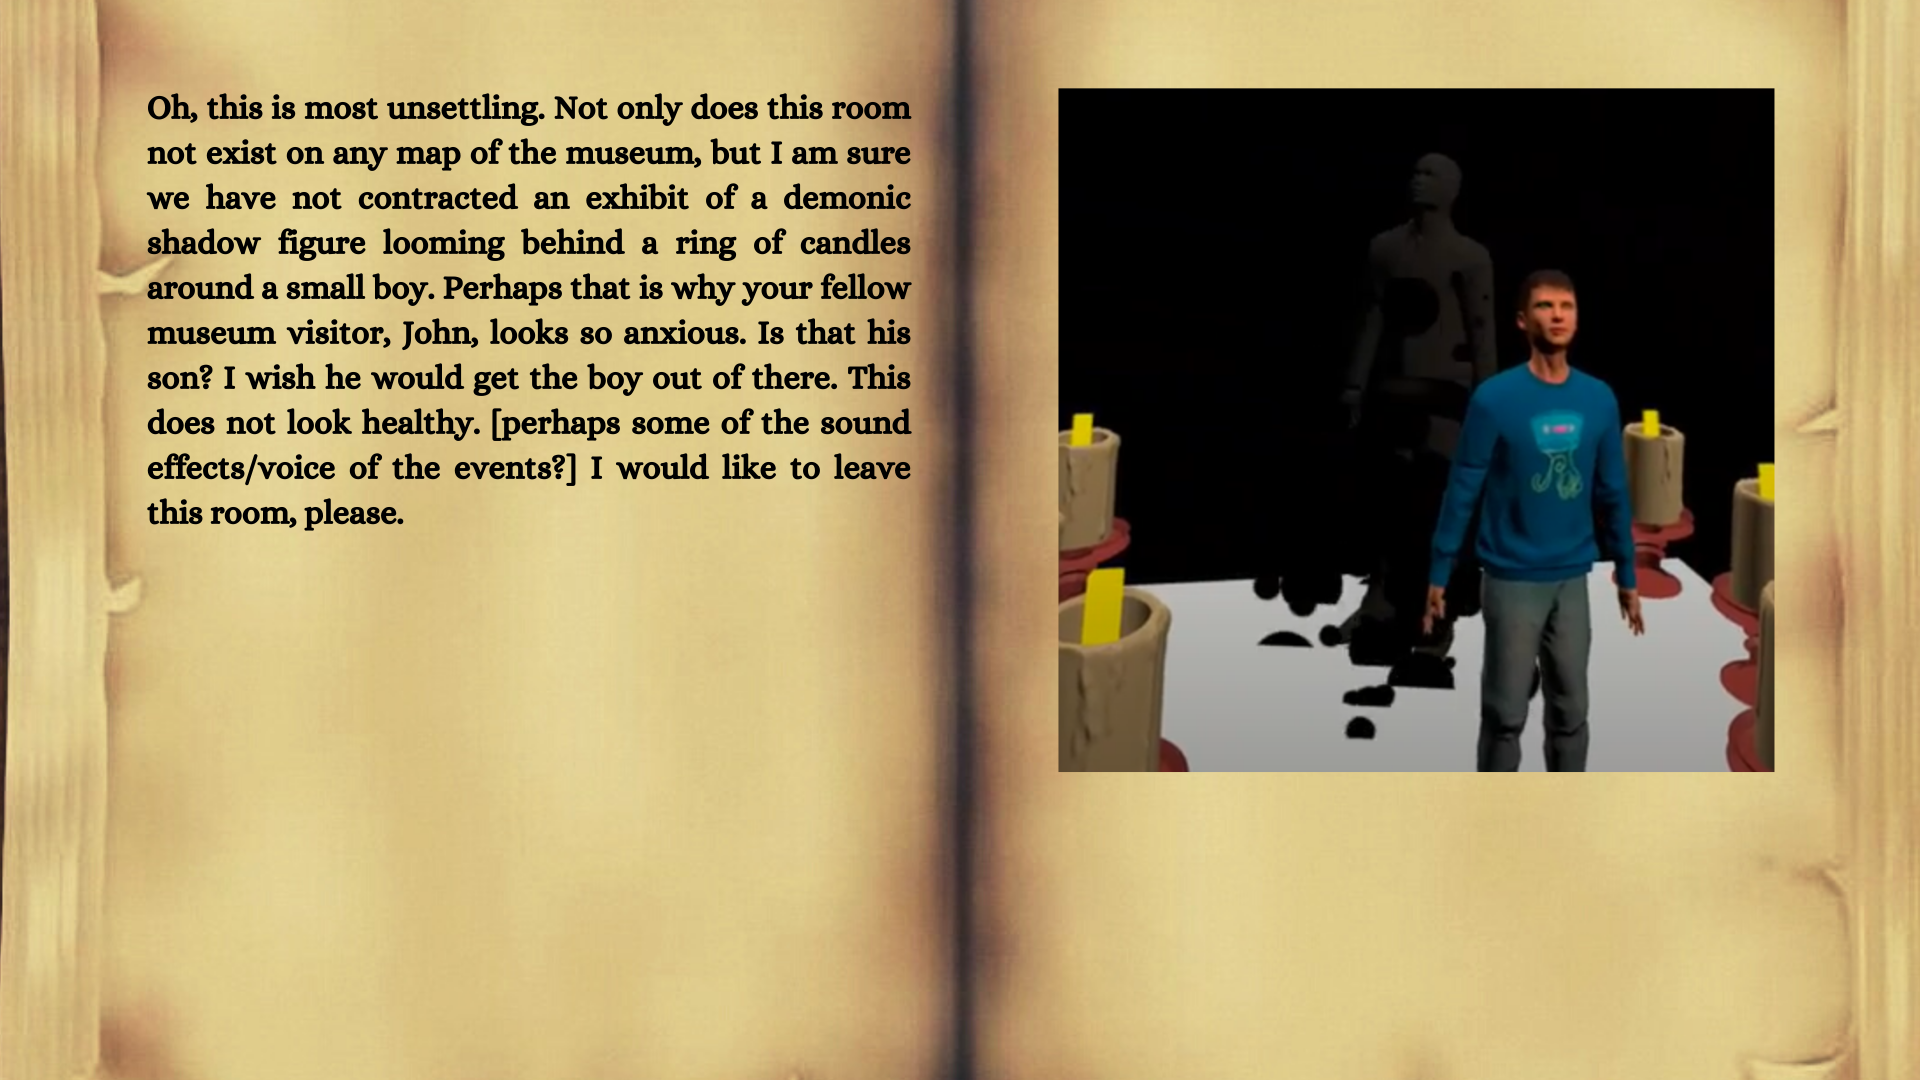 Oh, this is most unsettling. Not only does this room
not exist on any map of the museum, but I am sure
we have not contracted an exhibit of a demonic
shadow figure looming behind a ring of candles
around a small boy. Perhaps that is why your fellow
museum visitor, John, looks so anxious. Is that his
son? I wish he would get the boy out of there. This
does not look healthy. [perhaps some of the sound
effects/voice of the events?] I would like to leave
this room, please.